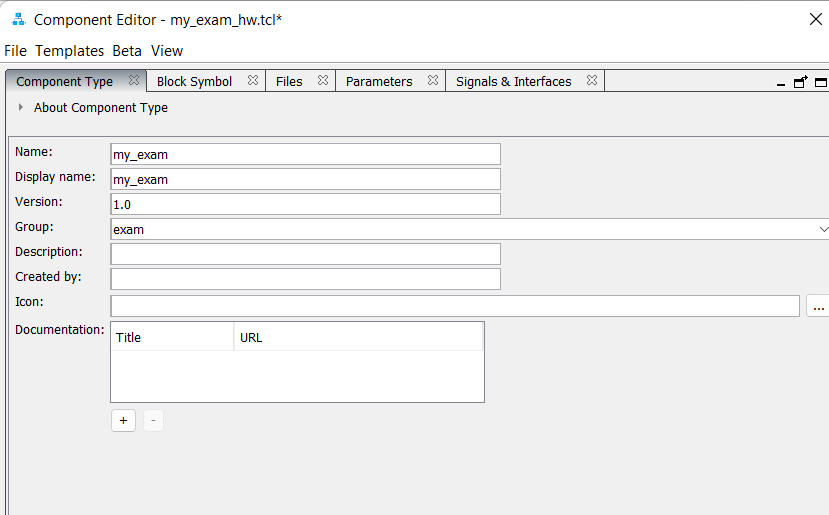 Component Editor - my_exam_hw.tcl*
File Templates Beta View
Component Type Block Symbol Files Parameters Signals & Interfaces
About Component Type
Name: my_exam
Display name: my_exam
Version: 1.0
Group: exam
Description:
Created by:
Icon: ...
Documentation: Title URL
+ -